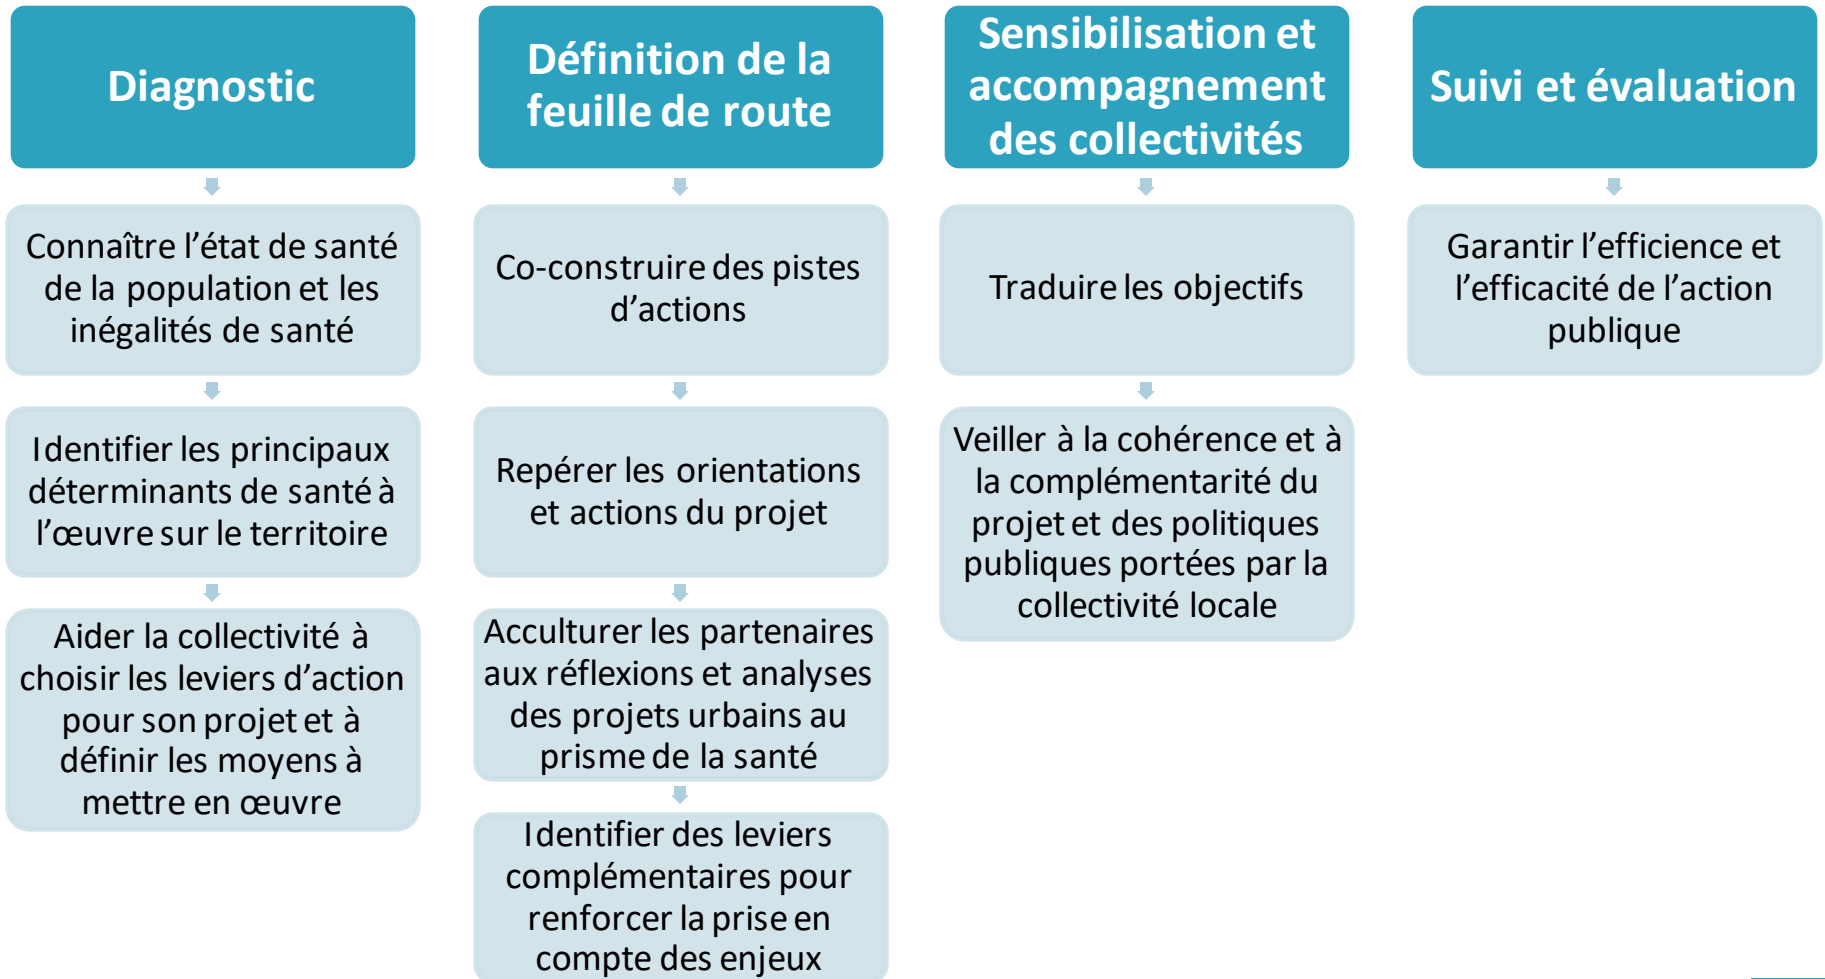 Diagnostic
Connaître l’état de santé
de la population et les
inégalités de santé
Identifier les principaux
déterminants de santé à
l’œuvre sur le territoire
Aider la collectivité à
choisir les leviers d’action
pour son projet et à
définir les moyens à
mettre en œuvre
Définition de la
feuille de route
Co-construire des pistes
d’actions
Repérer les orientations
et actions du projet
Acculturer les partenaires
aux réflexions et analyses
des projets urbains au
prisme de la santé
Identifier des leviers
complémentaires pour
renforcer la prise en
compte des enjeux
Sensibilisation et
accompagnement
des collectivités
Traduire les objectifs
Veiller à la cohérence et à
la complémentarité du
projet et des politiques
publiques portées par la
collectivité locale
Suivi et évaluation
Garantir l’efficience et
l’efficacité de l’action
publique